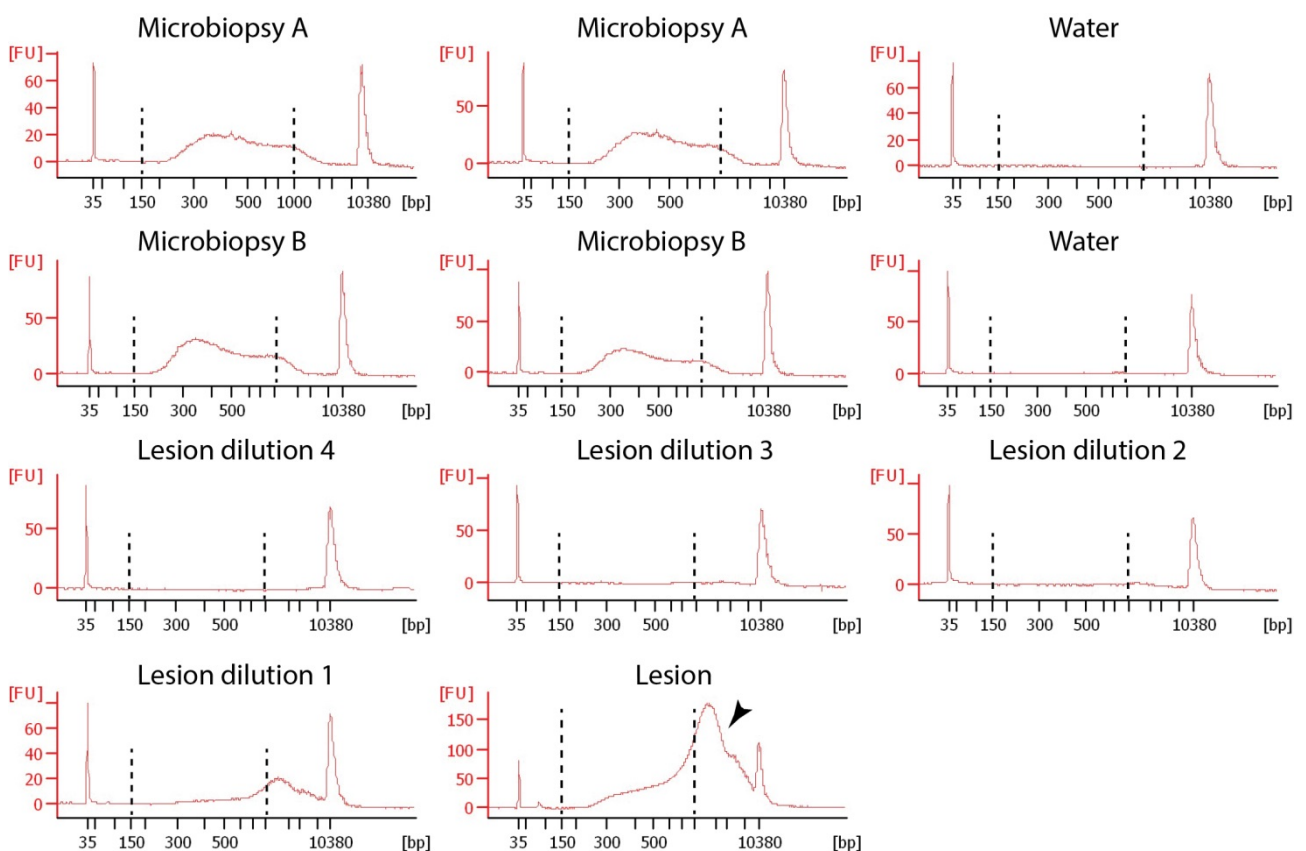 Microbiopsy A
[FU]
60
40
20
0
35 150 300 500 1000 10380 [bp]
Microbiopsy A
[FU]
50
0
35 150 300 500 10380 [bp]
Water
[FU]
60
40
20
0
35 150 300 500 10380 [bp]
Microbiopsy B
[FU]
50
0
35 150 300 500 10380 [bp]
Microbiopsy B
[FU]
50
0
35 150 300 500 10380 [bp]
Water
[FU]
50
0
35 150 300 500 10380 [bp]
Lesion dilution 4
[FU]
50
0
35 150 300 500 10380 [bp]
Lesion dilution 3
[FU]
50
0
35 150 300 500 10380 [bp]
Lesion dilution 2
[FU]
50
0
35 150 300 500 10380 [bp]
Lesion dilution 1
[FU]
60
40
20
0
35 150 300 500 10380 [bp]
Lesion
[FU]
150
100
50
0
35 150 300 500 10380 [bp]